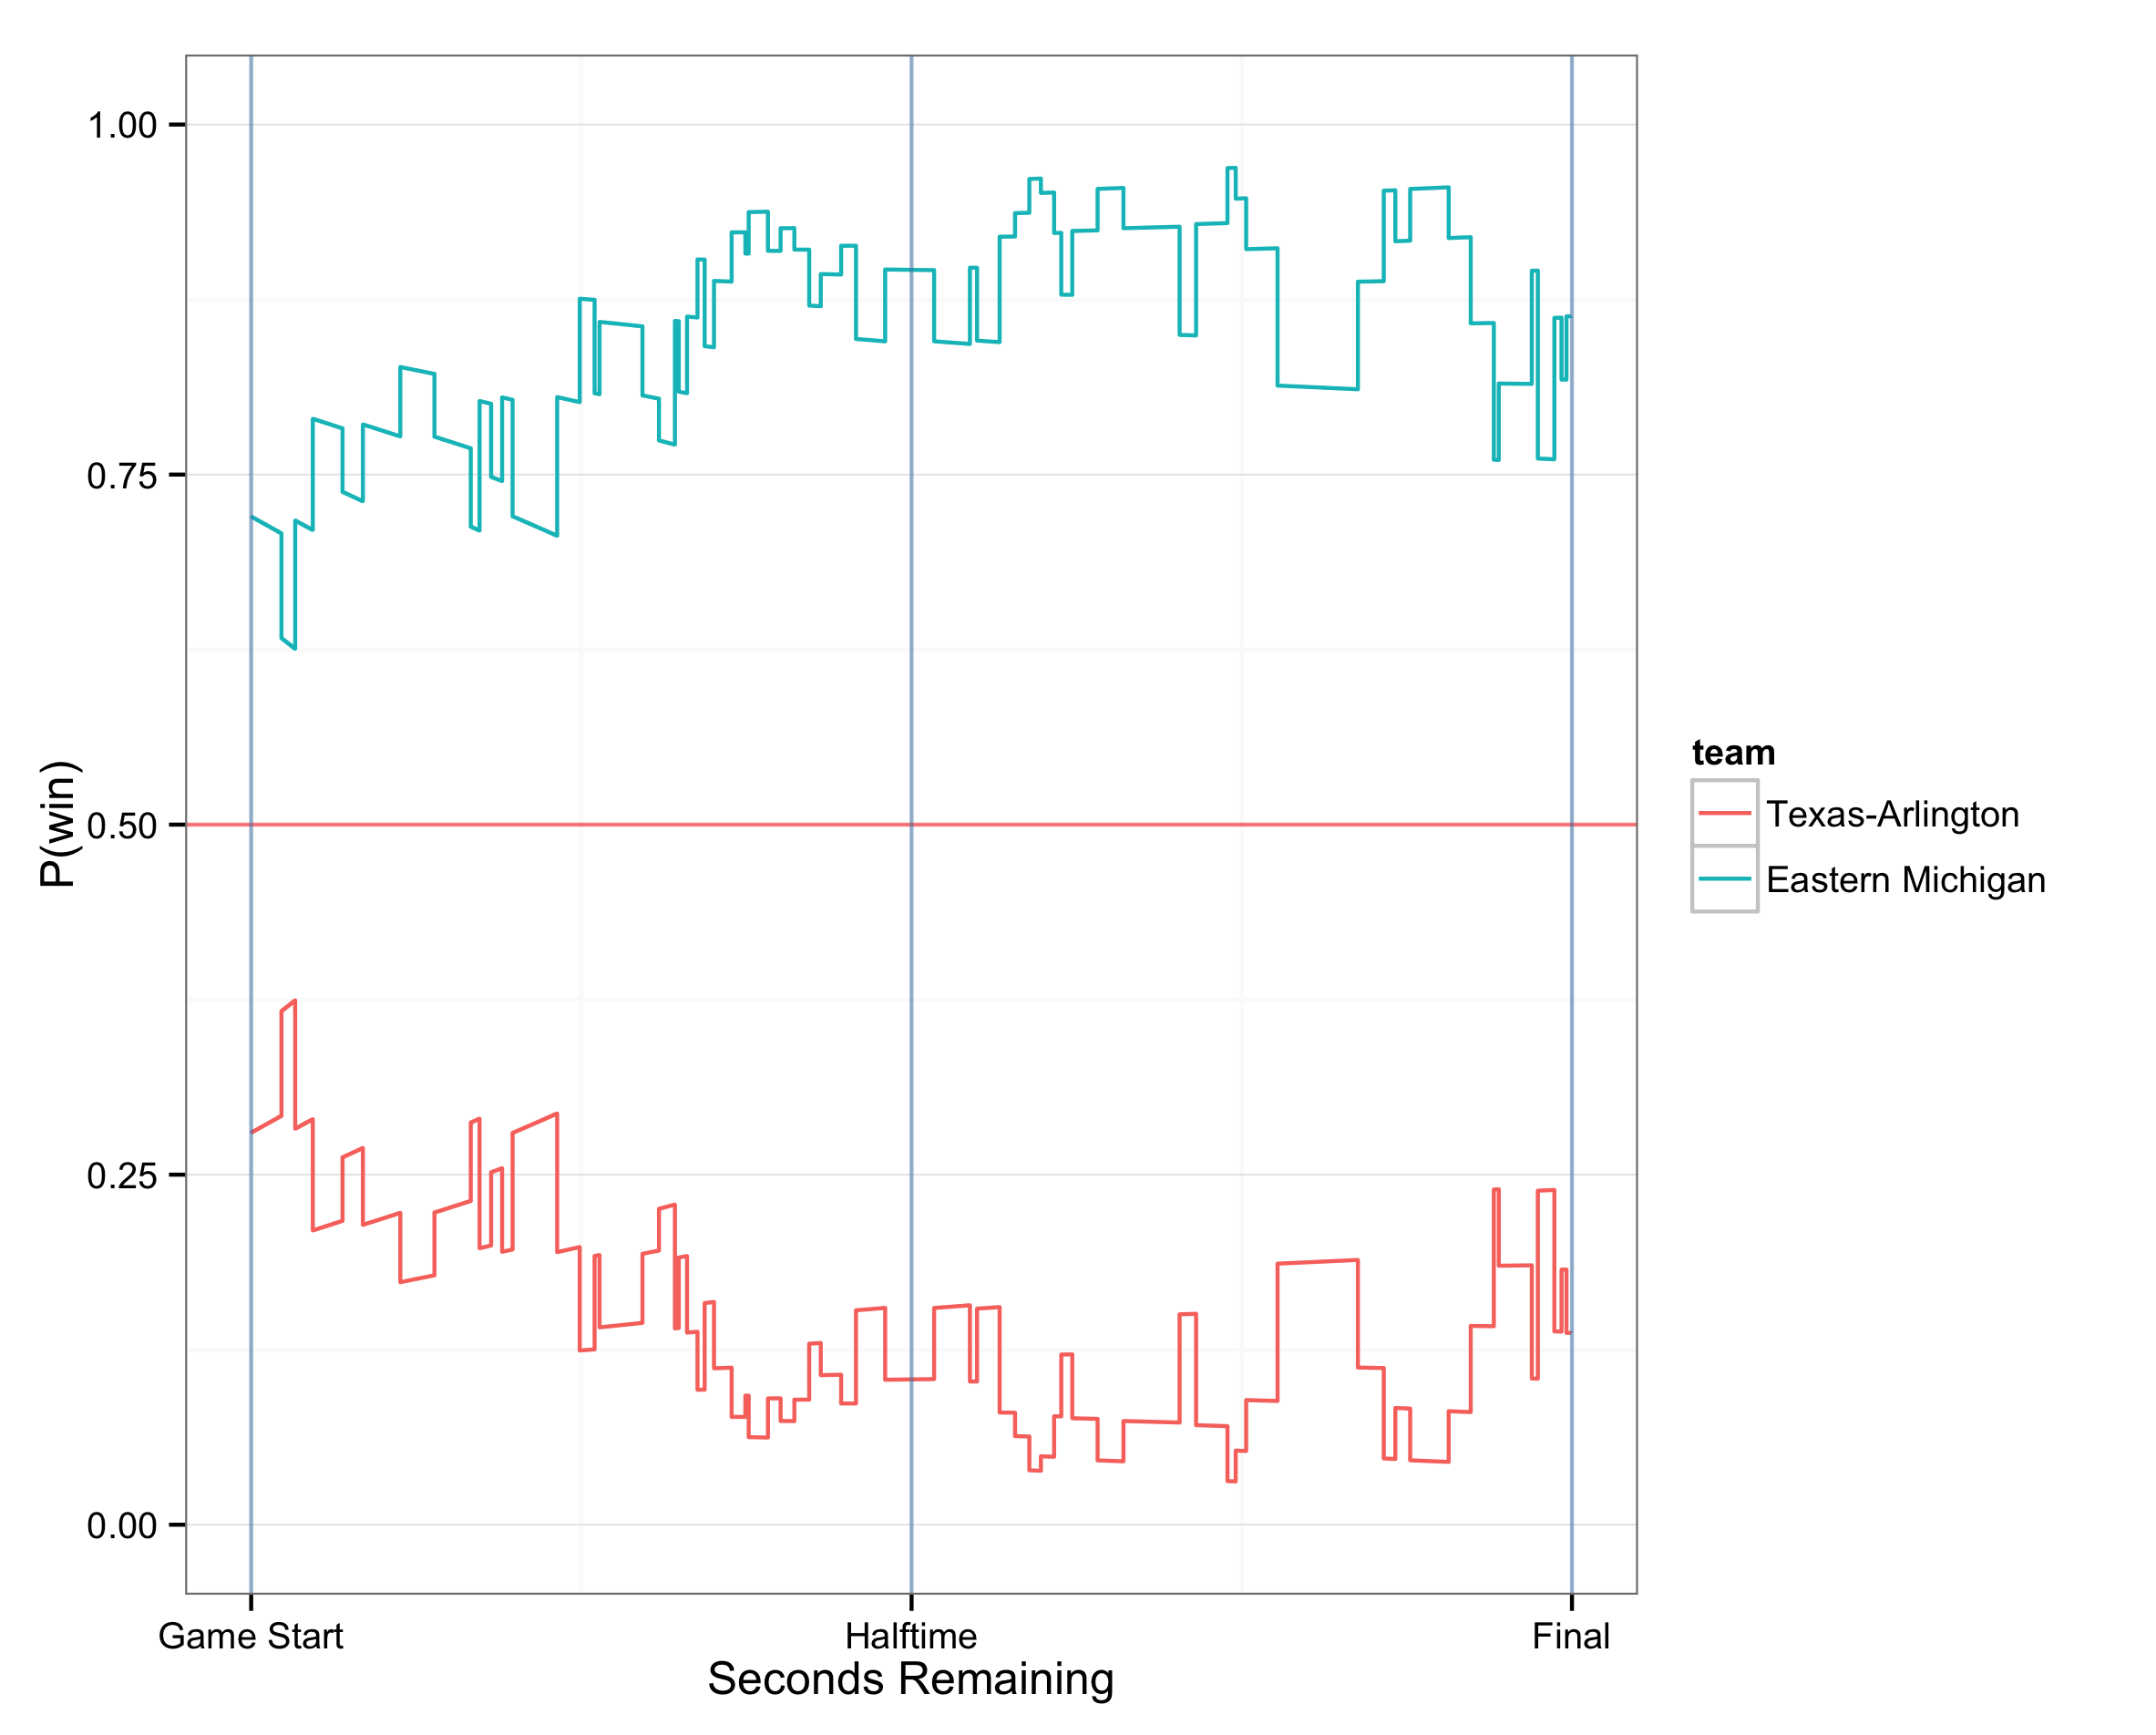 1.00
0.75
0.50
0.25
0.00
P(win)
Game Start
Halftime
Final
Seconds Remaining
team
Texas-Arlington
Eastern Michigan